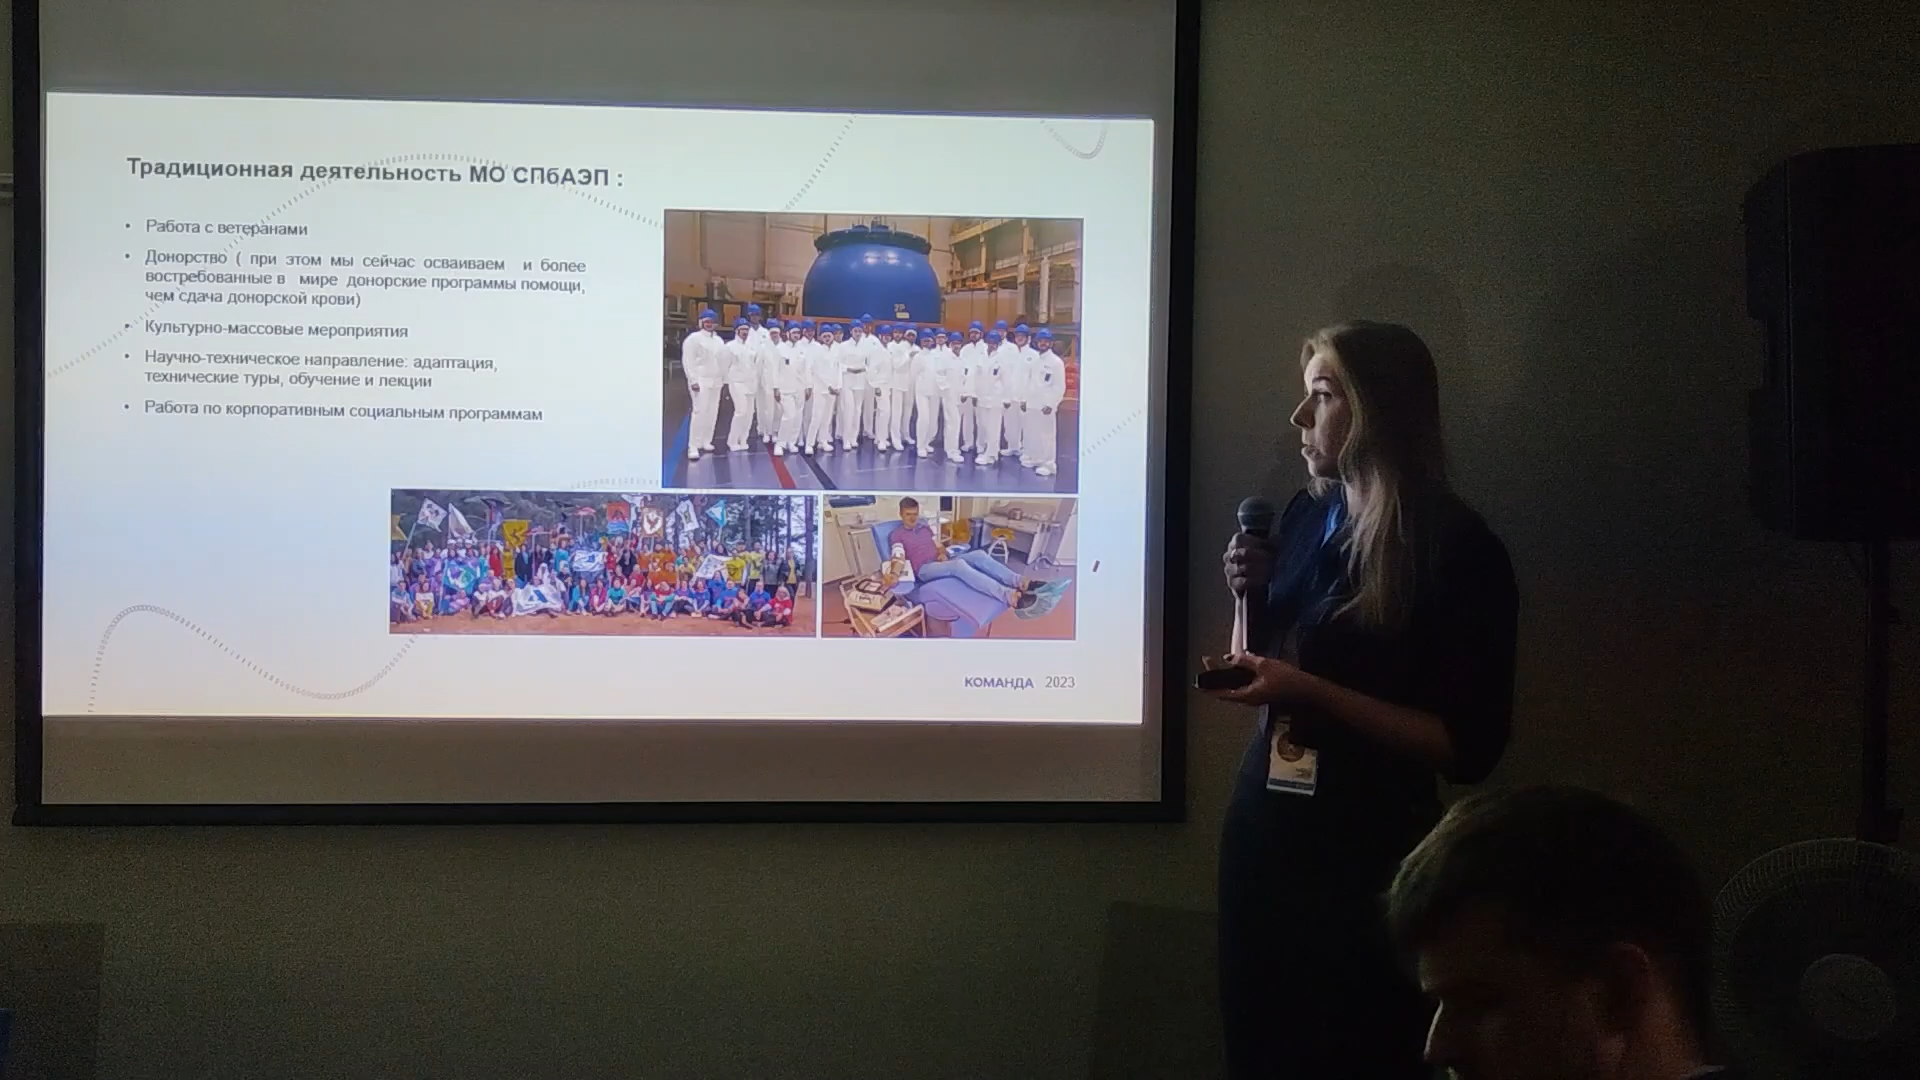 Традиционная деятельность МО СПбАЭП :
• Работа с ветеранами
• Донорство ( при этом мы сейчас осваиваем и более
востребованные в мире донорские программы помощи,
чем сдача донорской крови)
• Культурно-массовые мероприятия
• Научно-техническое направление: адаптация,
технические туры, обучение и лекции
• Работа по корпоративным социальным программам
КОМАНДА 2023